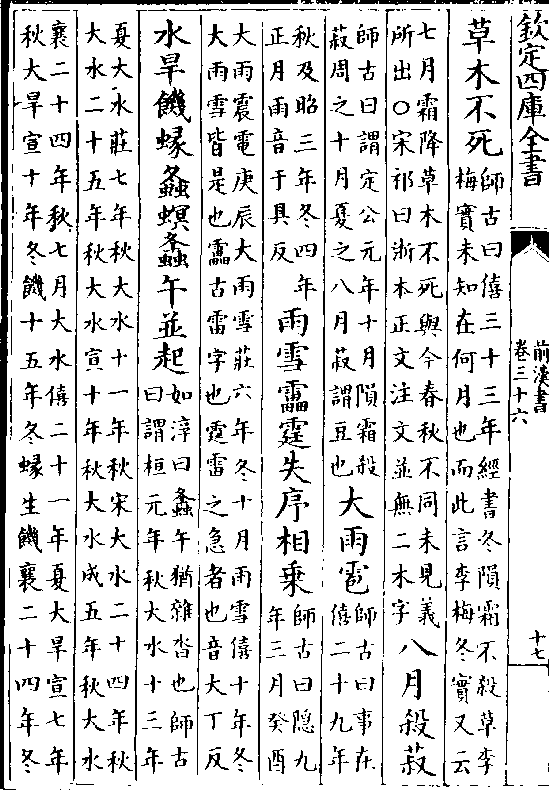 欽定四庫全書
前漢書
卷三十六
十七
草木不死師古曰僖三十三年經書冬隕霜不殺草李
梅實未知在何月也而此言李梅冬實又云
七月霜降草木不死與今春秋不同未見義
所出〇宋祁曰浙本正文注文並無二木字八月殺菽
師古曰謂定公元年十月隕霜殺
菽周之十月夏之八月菽謂豆也大雨雹師古曰事在
僖二十九年
秋及昭三年冬四年
正月雨音于具反雨雪靁霆失序相乗師古曰隱九
年三月癸酉
大雨震電庚辰大雨雪莊六年冬十月雨雪僖十年冬
大雨雪皆是也靁古雷字也霆雷之急者也音大丁反
水旱饑蝝螽螟螽午並起如淳曰螽午猶雜沓也師古
曰謂桓元年秋大水十三年
夏大水莊七年秋大水十一年秋宋大水二十四年秋
大水二十五年秋大水宣十年秋大水成五年秋大水
襄二十四年秋七月大水僖二十一年夏大旱宣七年
秋大旱宣十年冬饑十五年冬蝝生饑襄二十四年冬